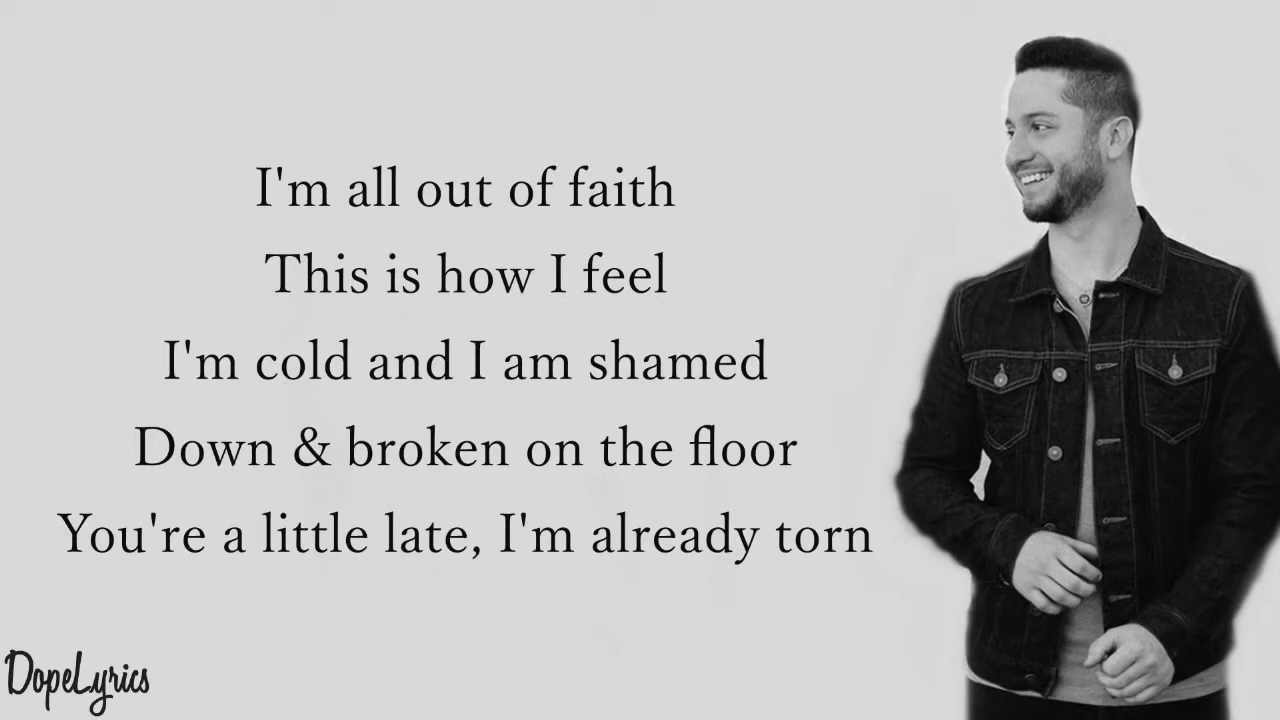 I'm all out of faith
This is how I feel
I'm cold and I am shamed
Down & broken on the floor
You're a little late, I'm already torn
DopeLyrics